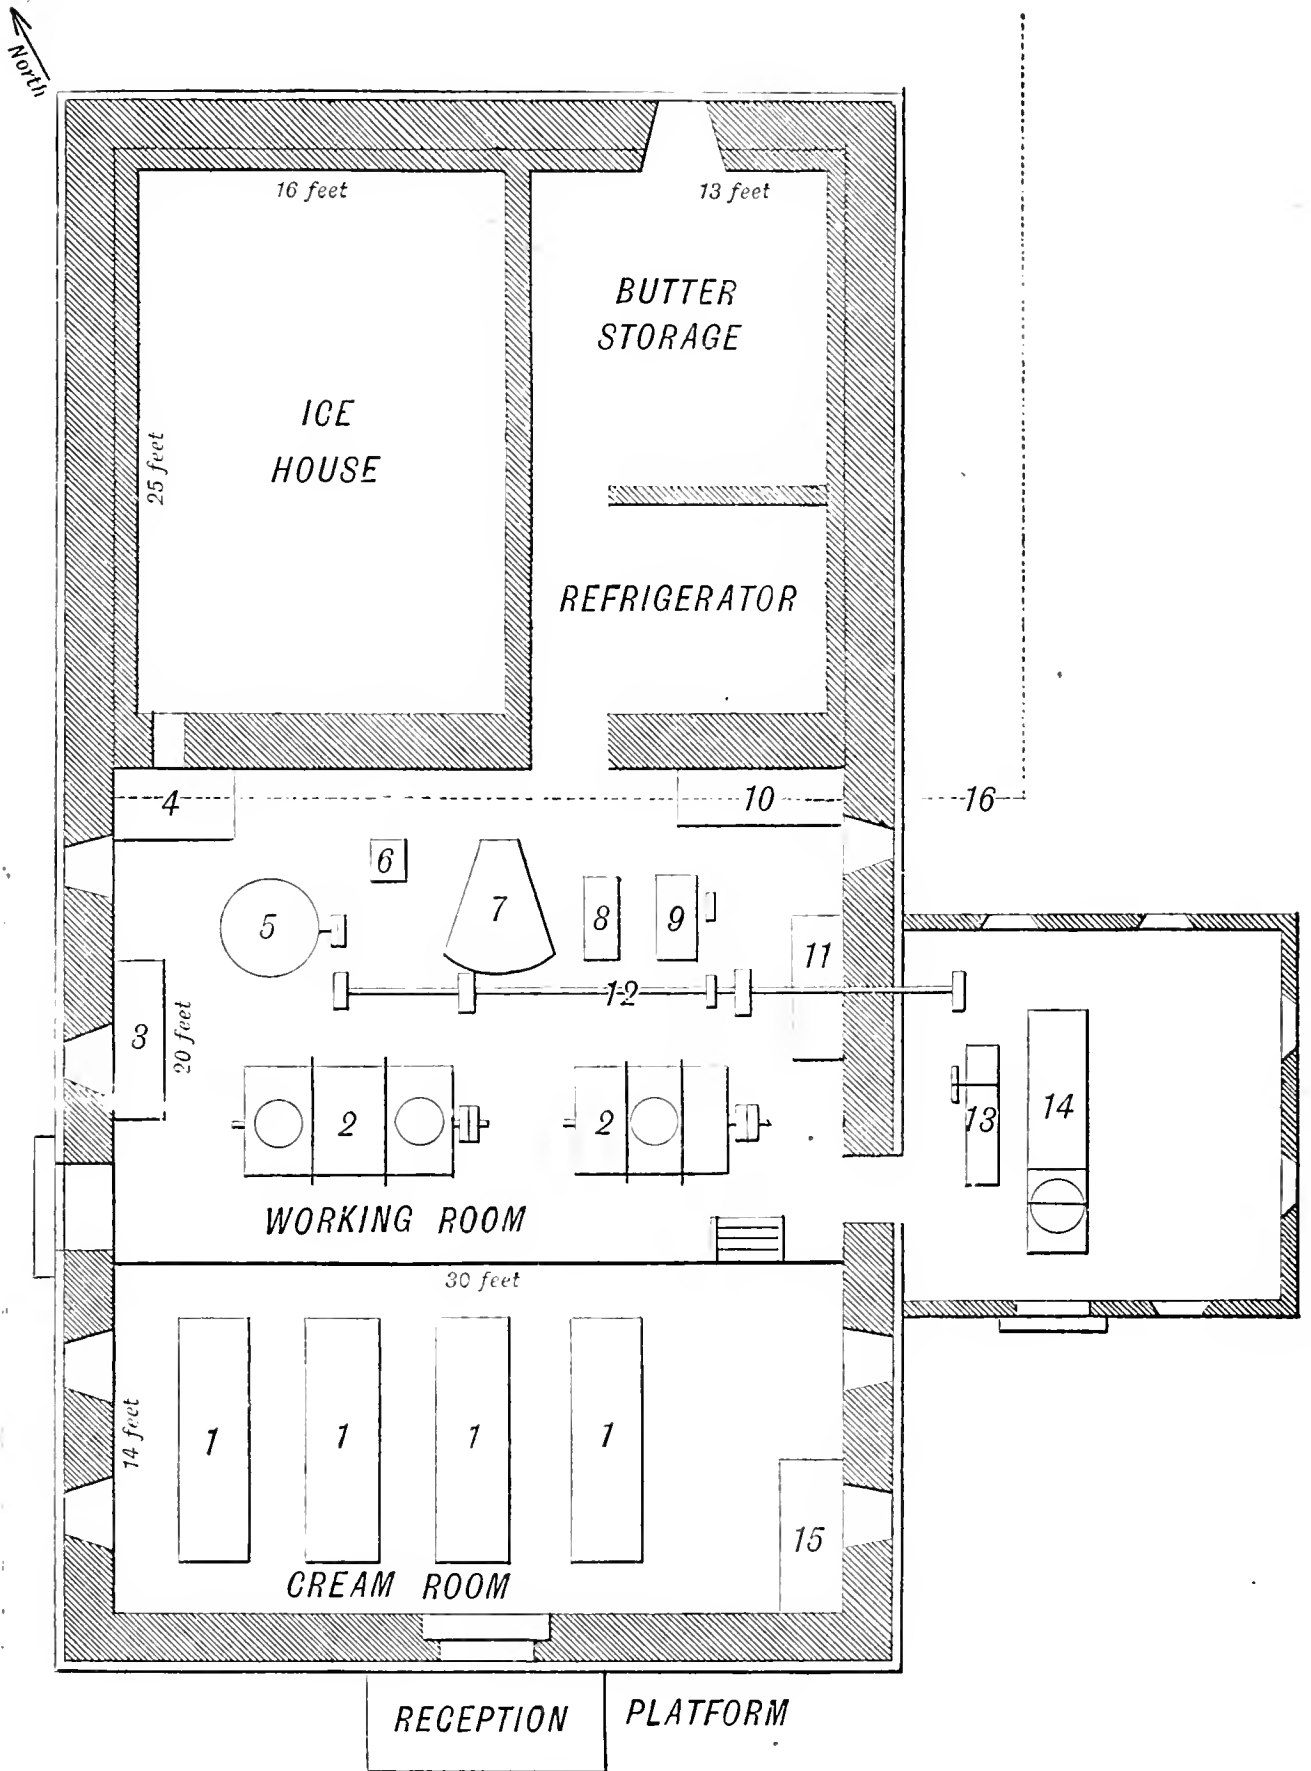 North
16 feet
13 feet
BUTTER
STORAGE
ICE
HOUSE
25 feet
REFRIGERATOR
4
10
16
6
5
7
8
9
11
12
3
20 feet
2
2
13
14
WORKING ROOM
30 feet
14 feet
1
1
1
1
15
CREAM ROOM
RECEPTION PLATFORM